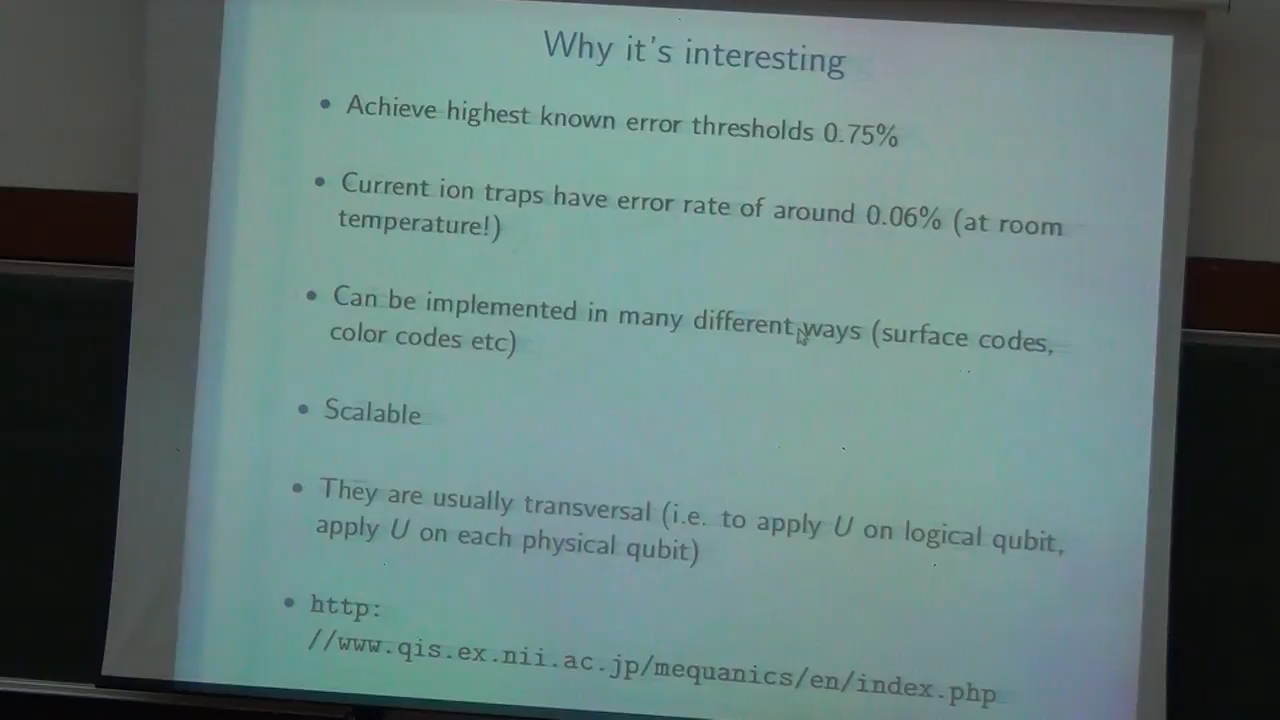 Why it's interesting
• Achieve highest known error thresholds 0.75%
• Current ion traps have error rate of around 0.06% (at room
temperature!)
• Can be implemented in many different ways (surface codes,
color codes etc)
• Scalable
• They are usually transversal (i.e. to apply U on logical qubit,
apply U on each physical qubit)
• http:
//www.qis.ex.nii.ac.jp/mequanics/en/index.php